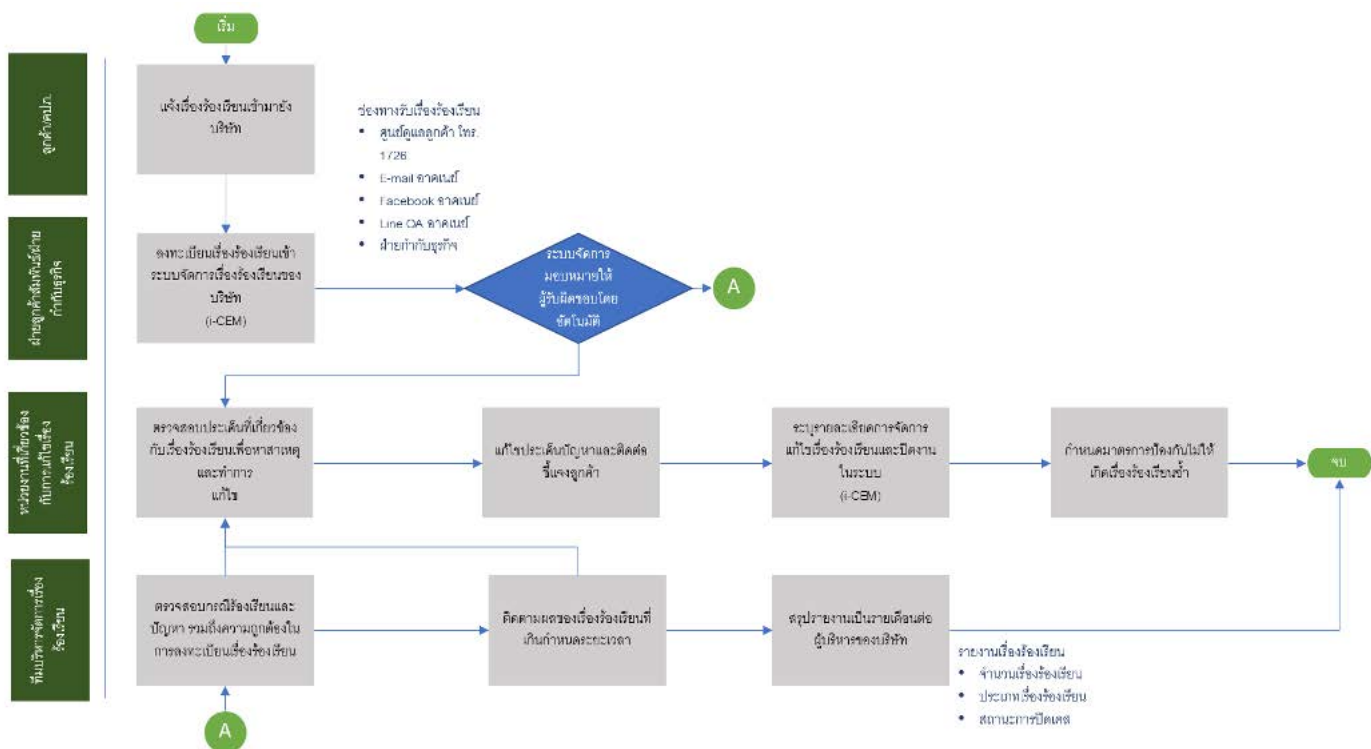 เริ่ม
ลูกค้า/คปภ.
แจ้งเรื่องร้องเรียนเข้ามายัง
บริษัท
ช่องทางรับเรื่องร้องเรียน
• ศูนย์ดูแลลูกค้า โทร.
1726
• E-mail อาคเนย์
• Facebook อาคเนย์
• Line OA อาคเนย์
• ฝ่ายกำกับธุรกิจ
ฝ่ายลูกค้าสัมพันธ์/ฝ่าย
กำกับธุรกิจ
ลงทะเบียนเรื่องร้องเรียนเข้า
ระบบจัดการเรื่องร้องเรียนของ
บริษัท
(i-CEM)
ระบบจัดการ
มอบหมายให้
ผู้รับผิดชอบโดย
อัตโนมัติ
A
หน่วยงานที่เกี่ยวข้อง
กับการแก้ไขเรื่อง
ร้องเรียน
ตรวจสอบประเด็นที่เกี่ยวข้อง
กับเรื่องร้องเรียนเพื่อหาสาเหตุ
และทำการ
แก้ไข
แก้ไขประเด็นปัญหาและติดต่อ
ชี้แจงลูกค้า
ระบุรายละเอียดการจัดการ
แก้ไขเรื่องร้องเรียนและปิดงาน
ในระบบ
(i-CEM)
กำหนดมาตรการป้องกันไม่ให้
เกิดเรื่องร้องเรียนซ้ำ
จบ
ทีมบริหารจัดการเรื่อง
ร้องเรียน
ตรวจสอบกรณีร้องเรียนและ
ปัญหา รวมถึงความถูกต้องใน
การลงทะเบียนเรื่องร้องเรียน
ติดตามผลของเรื่องร้องเรียนที่
เกินกำหนดระยะเวลา
สรุปรายงานเป็นรายเดือนต่อ
ผู้บริหารของบริษัท
รายงานเรื่องร้องเรียน
• จำนวนเรื่องร้องเรียน
• ประเภทเรื่องร้องเรียน
• สถานะการปิดเคส
A